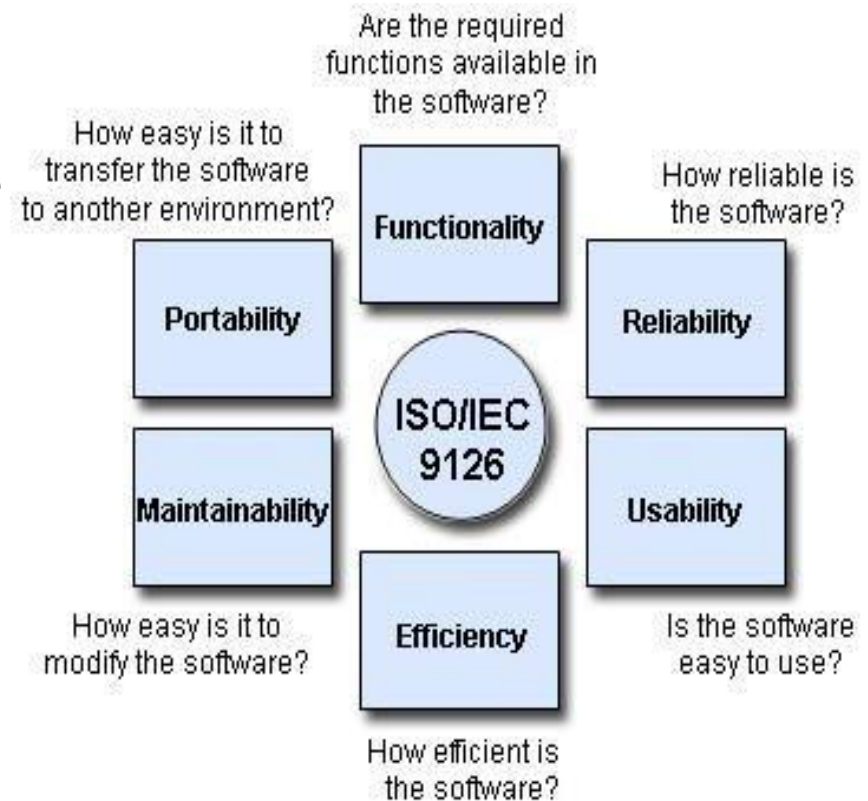 Are the required
functions available in
the software?
How easy is it to
transfer the software
to another environment?
How reliable is
the software?
Functionality
Portability
Reliability
ISO/IEC
9126
Maintainability
Usability
Efficiency
How easy is it to
modify the software?
Is the software
easy to use?
How efficient is
the software?